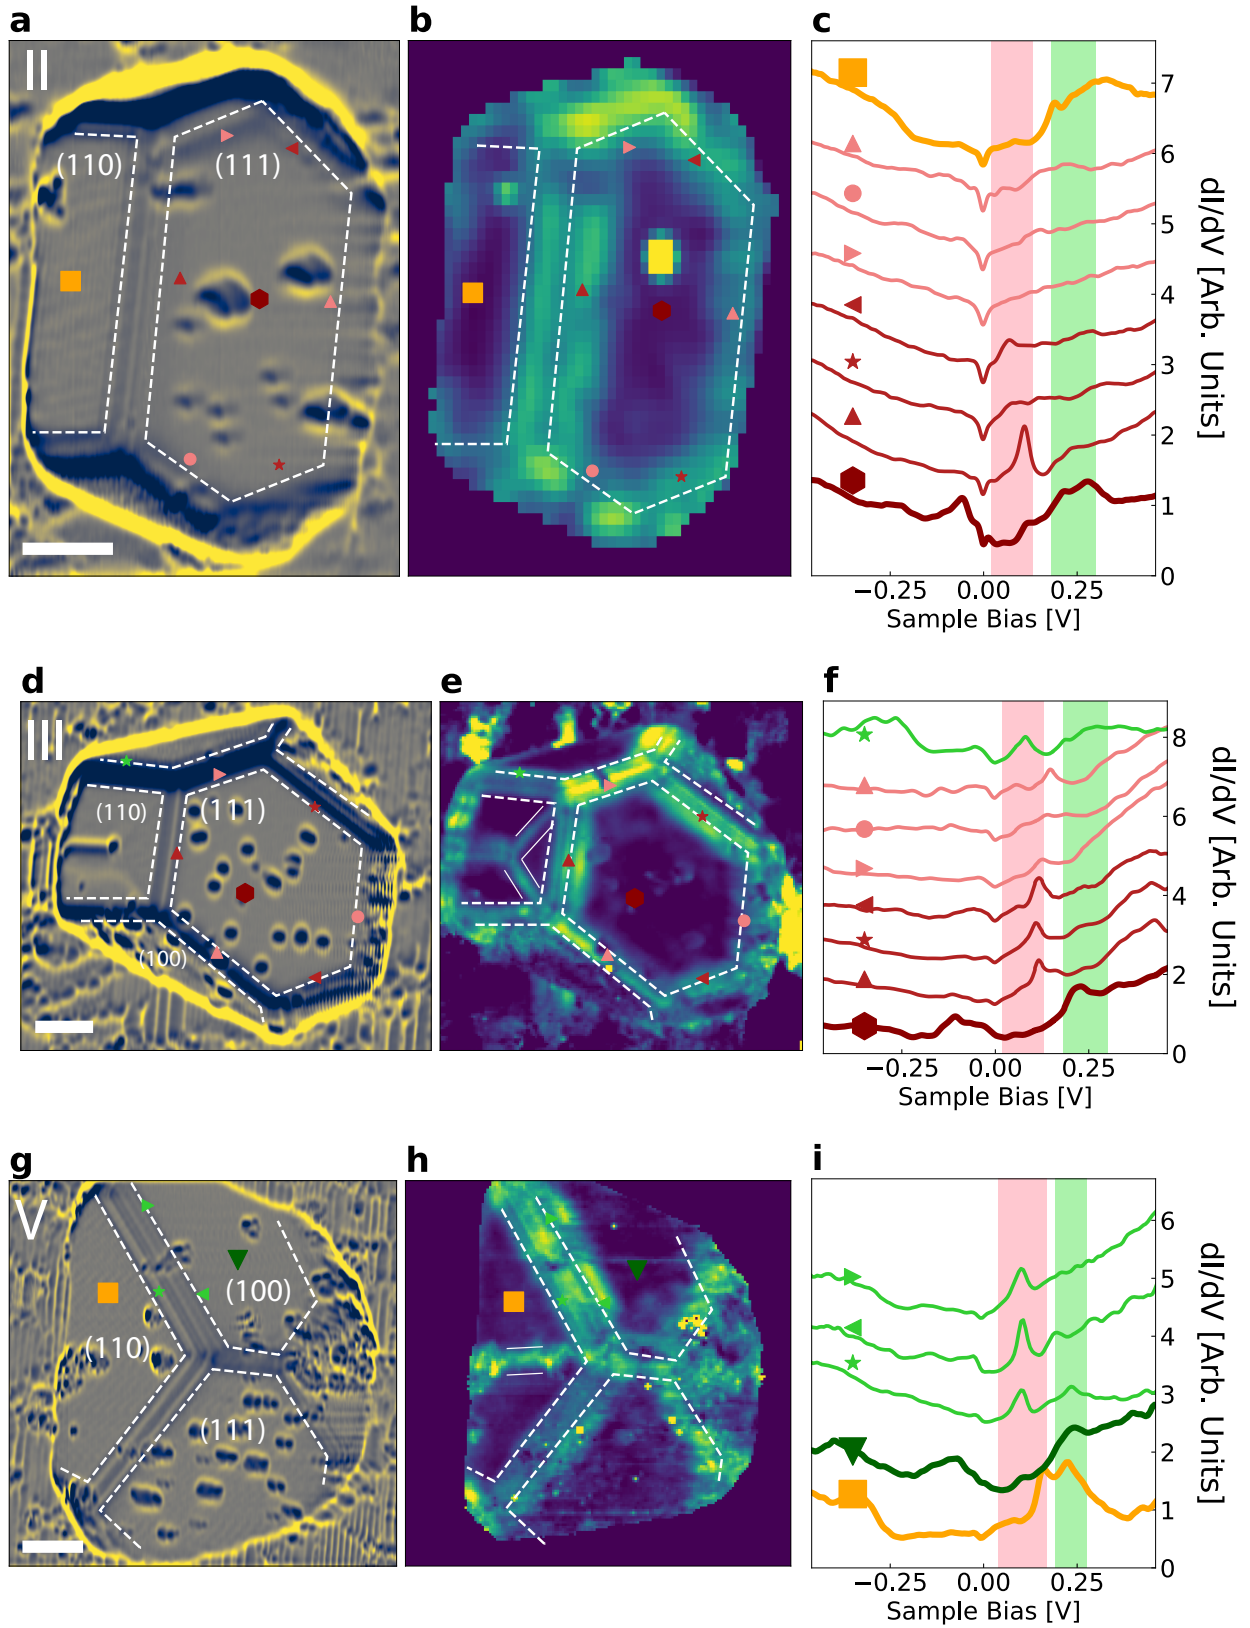 a
b
c
II
(110)
(111)
7
6
5
4
3
2
1
0
dI/dV [Arb. Units]
−0.25
0.00
0.25
Sample Bias [V]
d
e
f
III
(110)
(111)
(100)
8
6
4
2
0
dI/dV [Arb. Units]
−0.25
0.00
0.25
Sample Bias [V]
g
h
i
V
(100)
(110)
(111)
6
5
4
3
2
1
0
dI/dV [Arb. Units]
−0.25
0.00
0.25
Sample Bias [V]